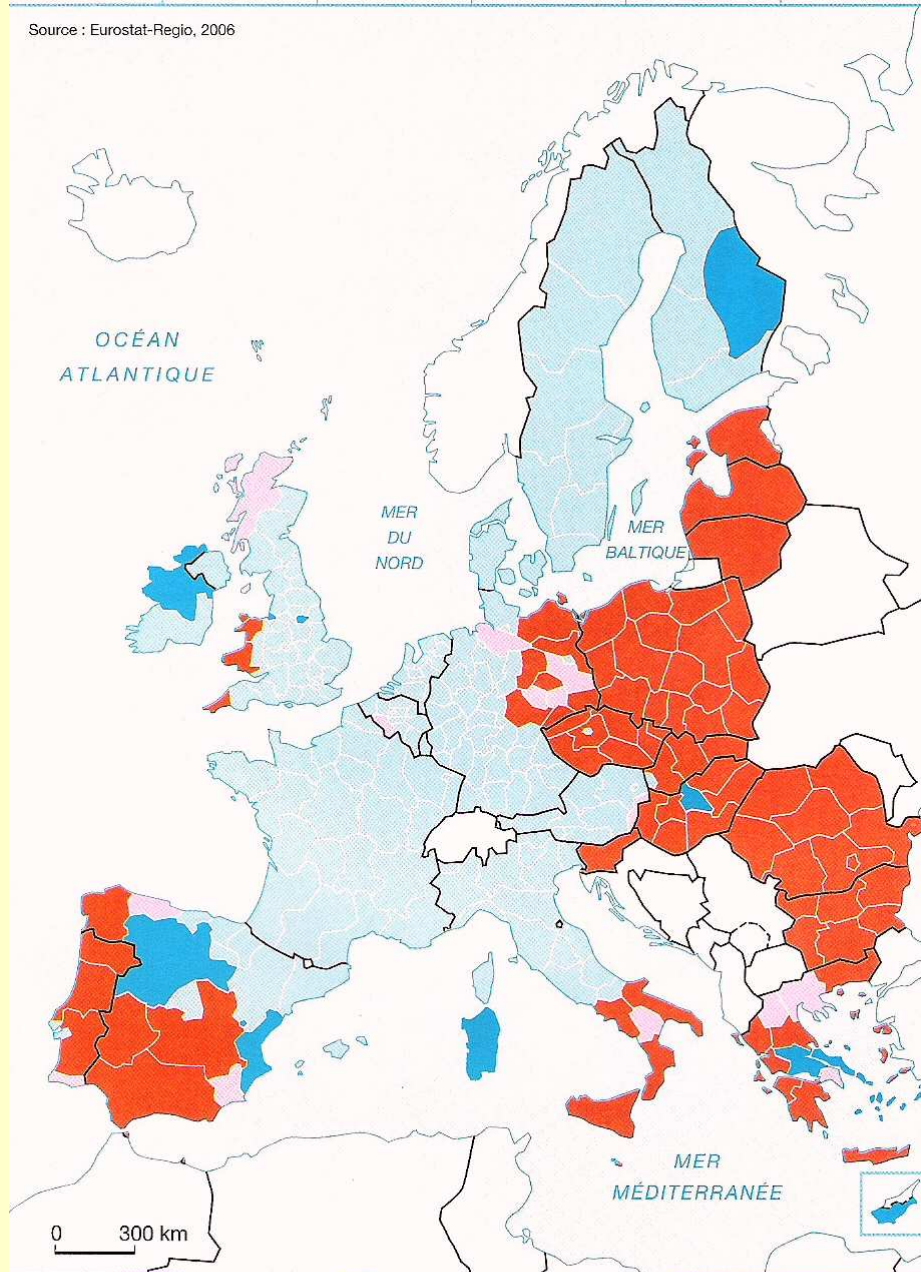 Source : Eurostat-Regio, 2006
OCÉAN
ATLANTIQUE
MER
DU
NORD
MER
BALTIQUE
MER
MÉDITERRANÉE
0 300 km